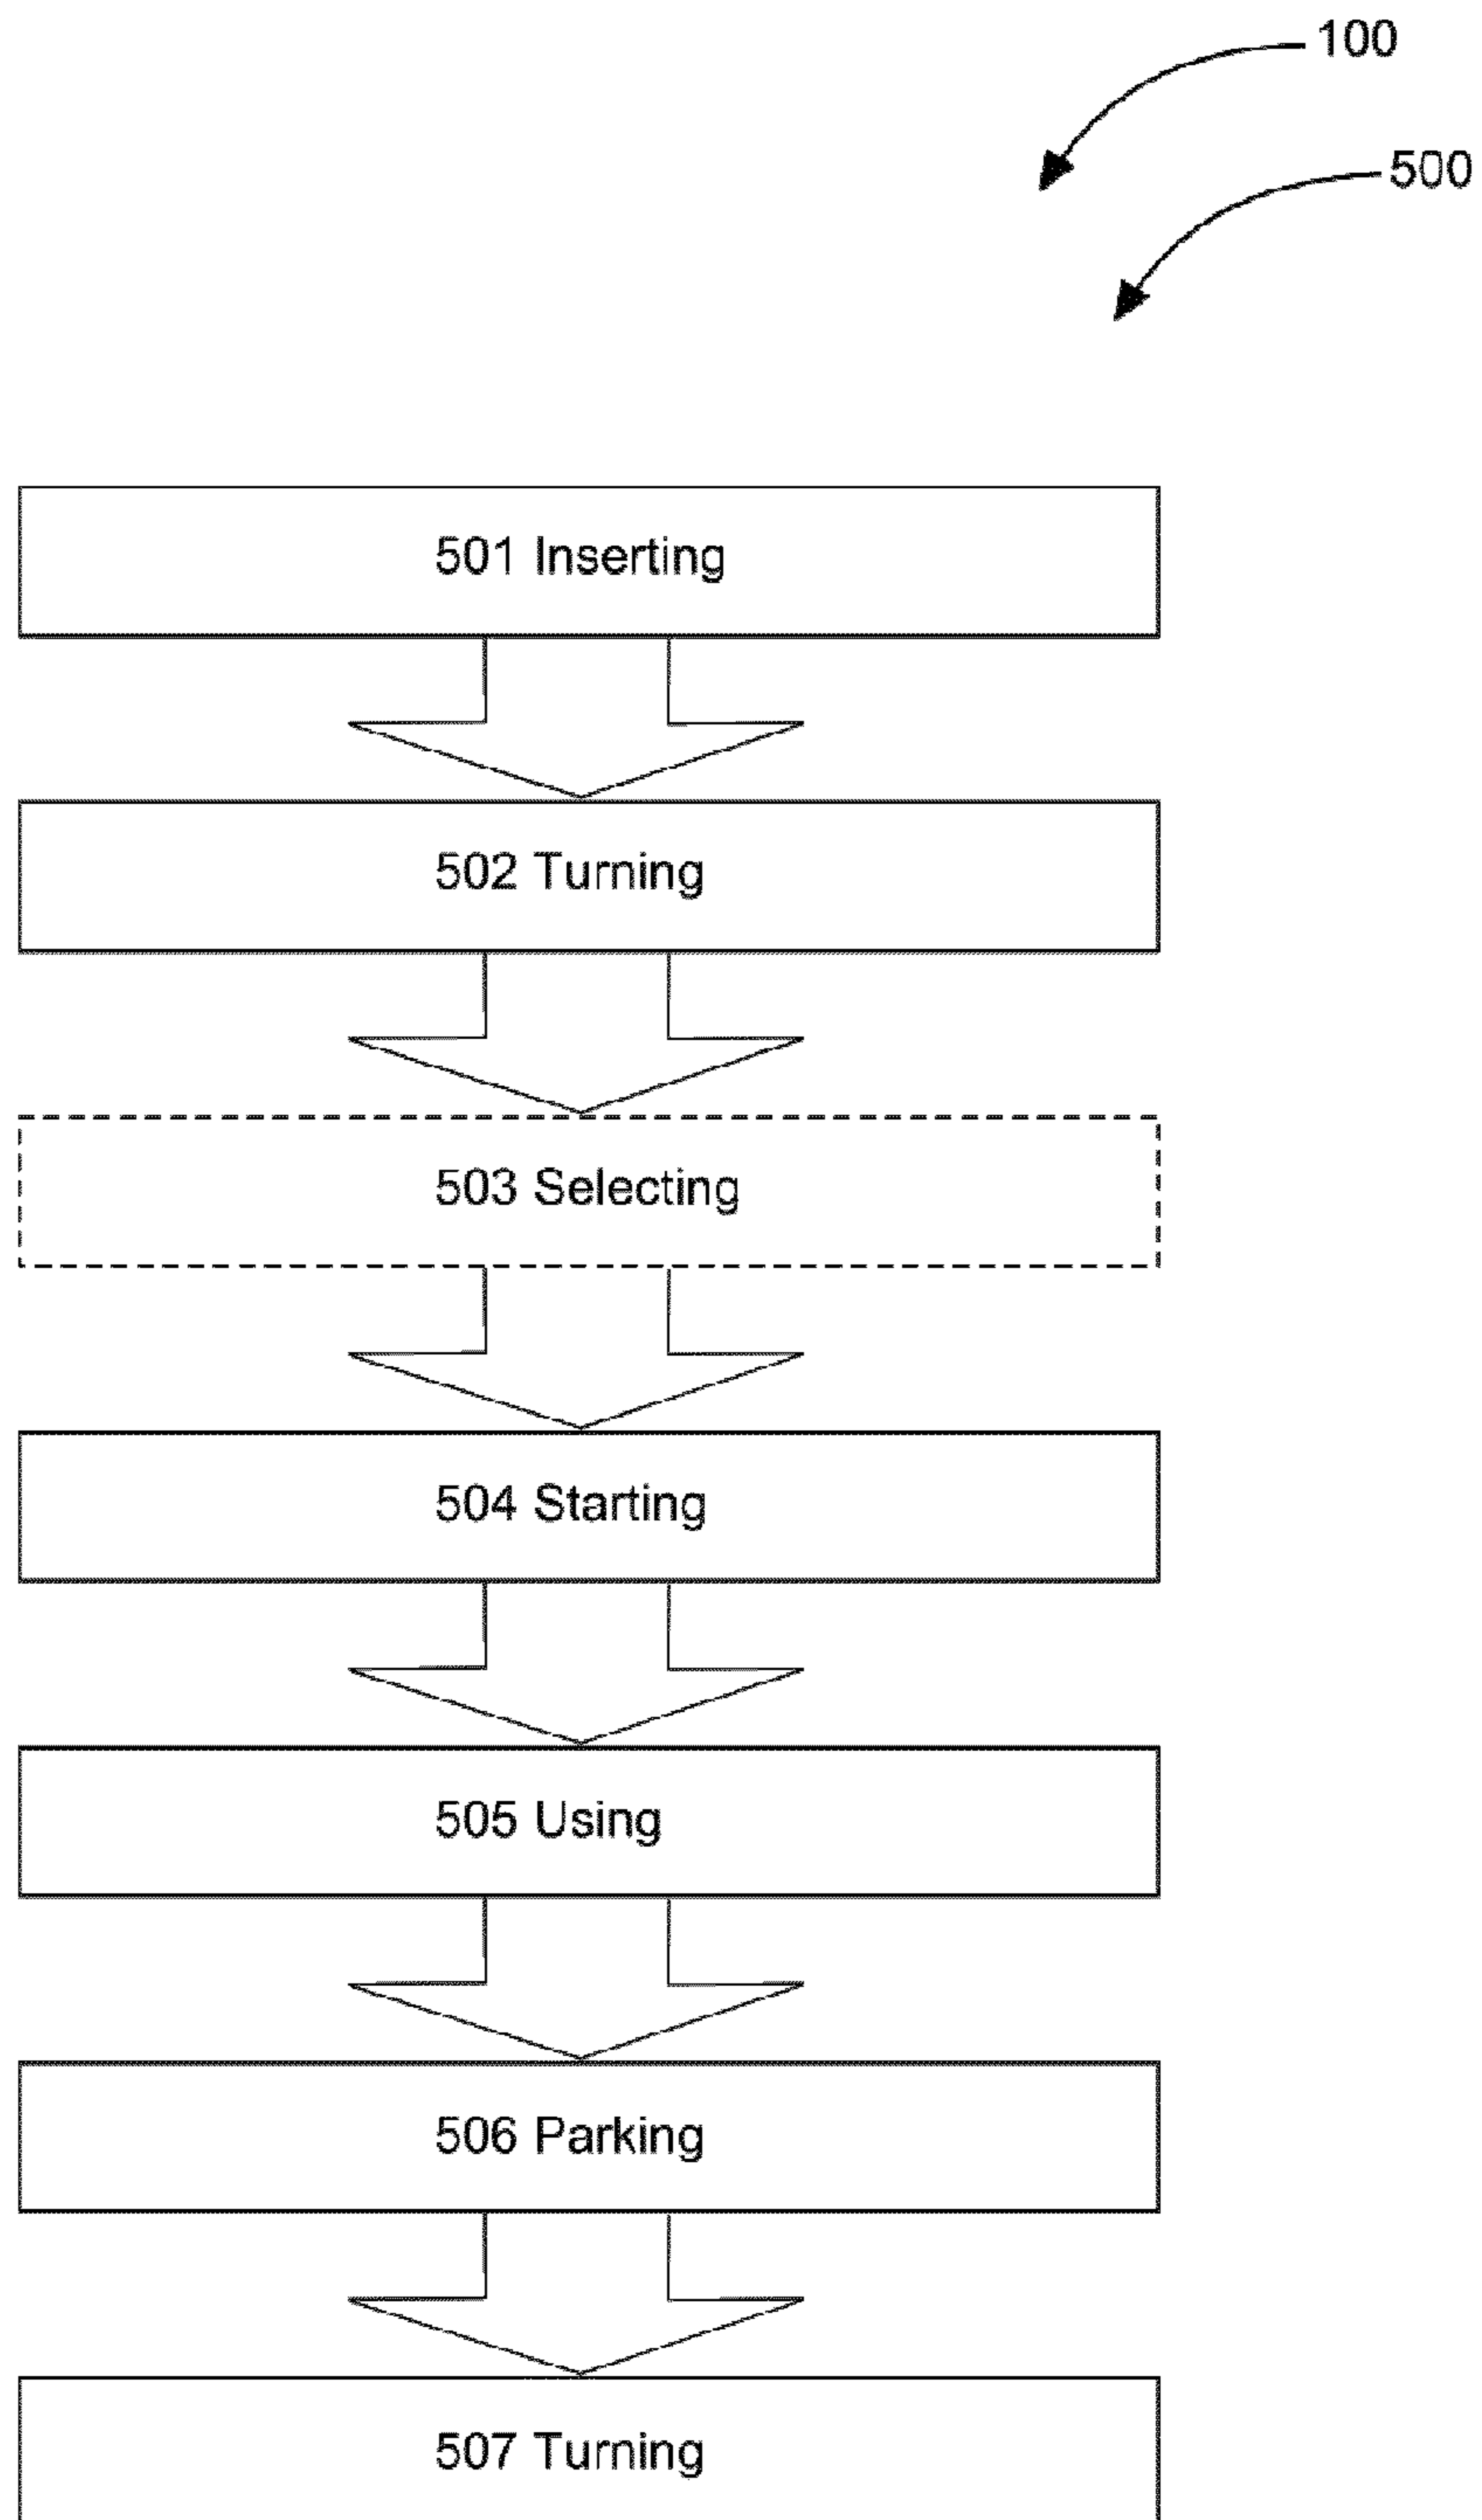 100
500
501 Inserting
502 Turning
503 Selecting
504 Starting
505 Using
506 Parking
507 Turning